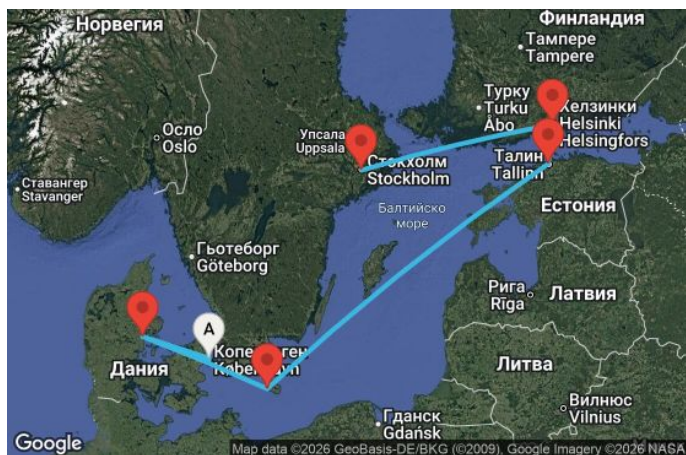 Норвегия
Финландия
Тампере
Tampere
Турку
Turku
Åbo
Хелзинки
Helsinki
Helsingfors
Осло
Oslo
Упсала
Uppsala
Стокхолм
Stockholm
Талин
Tallinn
Ставангер
Stavanger
Балтийско
море
Естония
Гьотеборг
Göteborg
Рига
Rīga
Латвия
A
Дания
Литва
Гданск
Gdańsk
Вилнюс
Vilnius
Google
Map data ©2026 GeoBasis-DE/BKG (©2009), Google Imagery ©2026 NASA